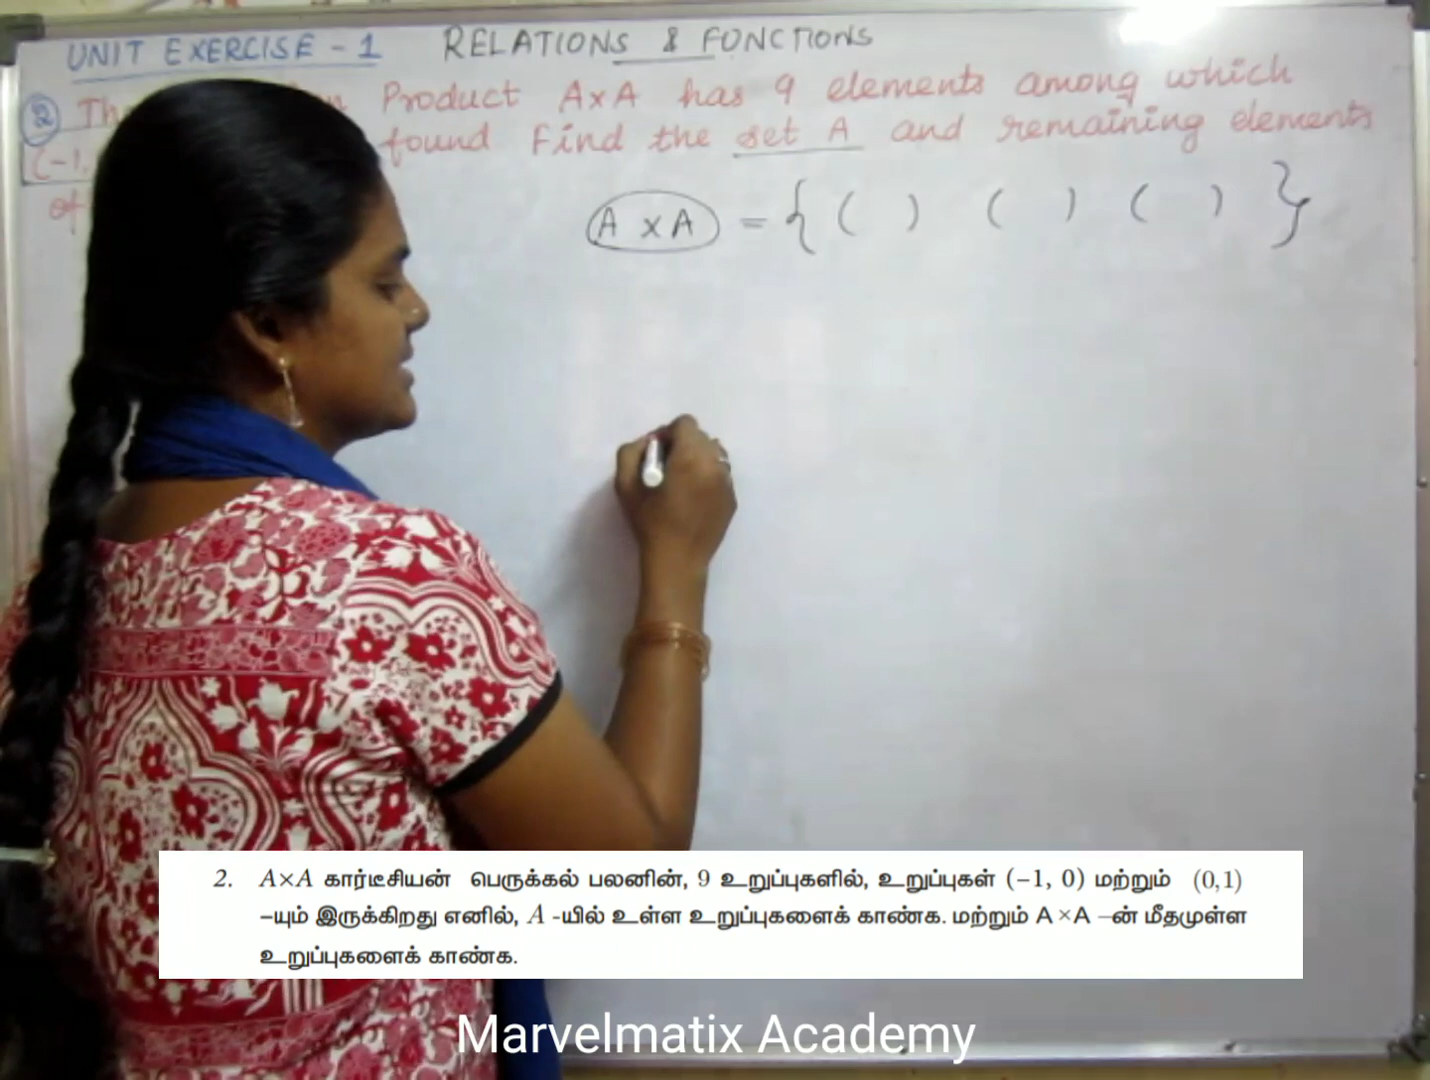 UNIT EXERCISE - 1 RELATIONS & FUNCTIONS
2 The Product A×A has 9 elements among which
(-1, found Find the set A and remaining elements
of
A × A = { ( ) ( ) ( ) }
2. A×A கார்டீசியன் பெருக்கல் பலனின், 9 உறுப்புகளில், உறுப்புகள் (−1, 0) மற்றும் (0,1)
−யும் இருக்கிறது எனில், A -யில் உள்ள உறுப்புகளைக் காண்க. மற்றும் A ×A −ன் மீதமுள்ள
உறுப்புகளைக் காண்க.
Marvelmatix Academy